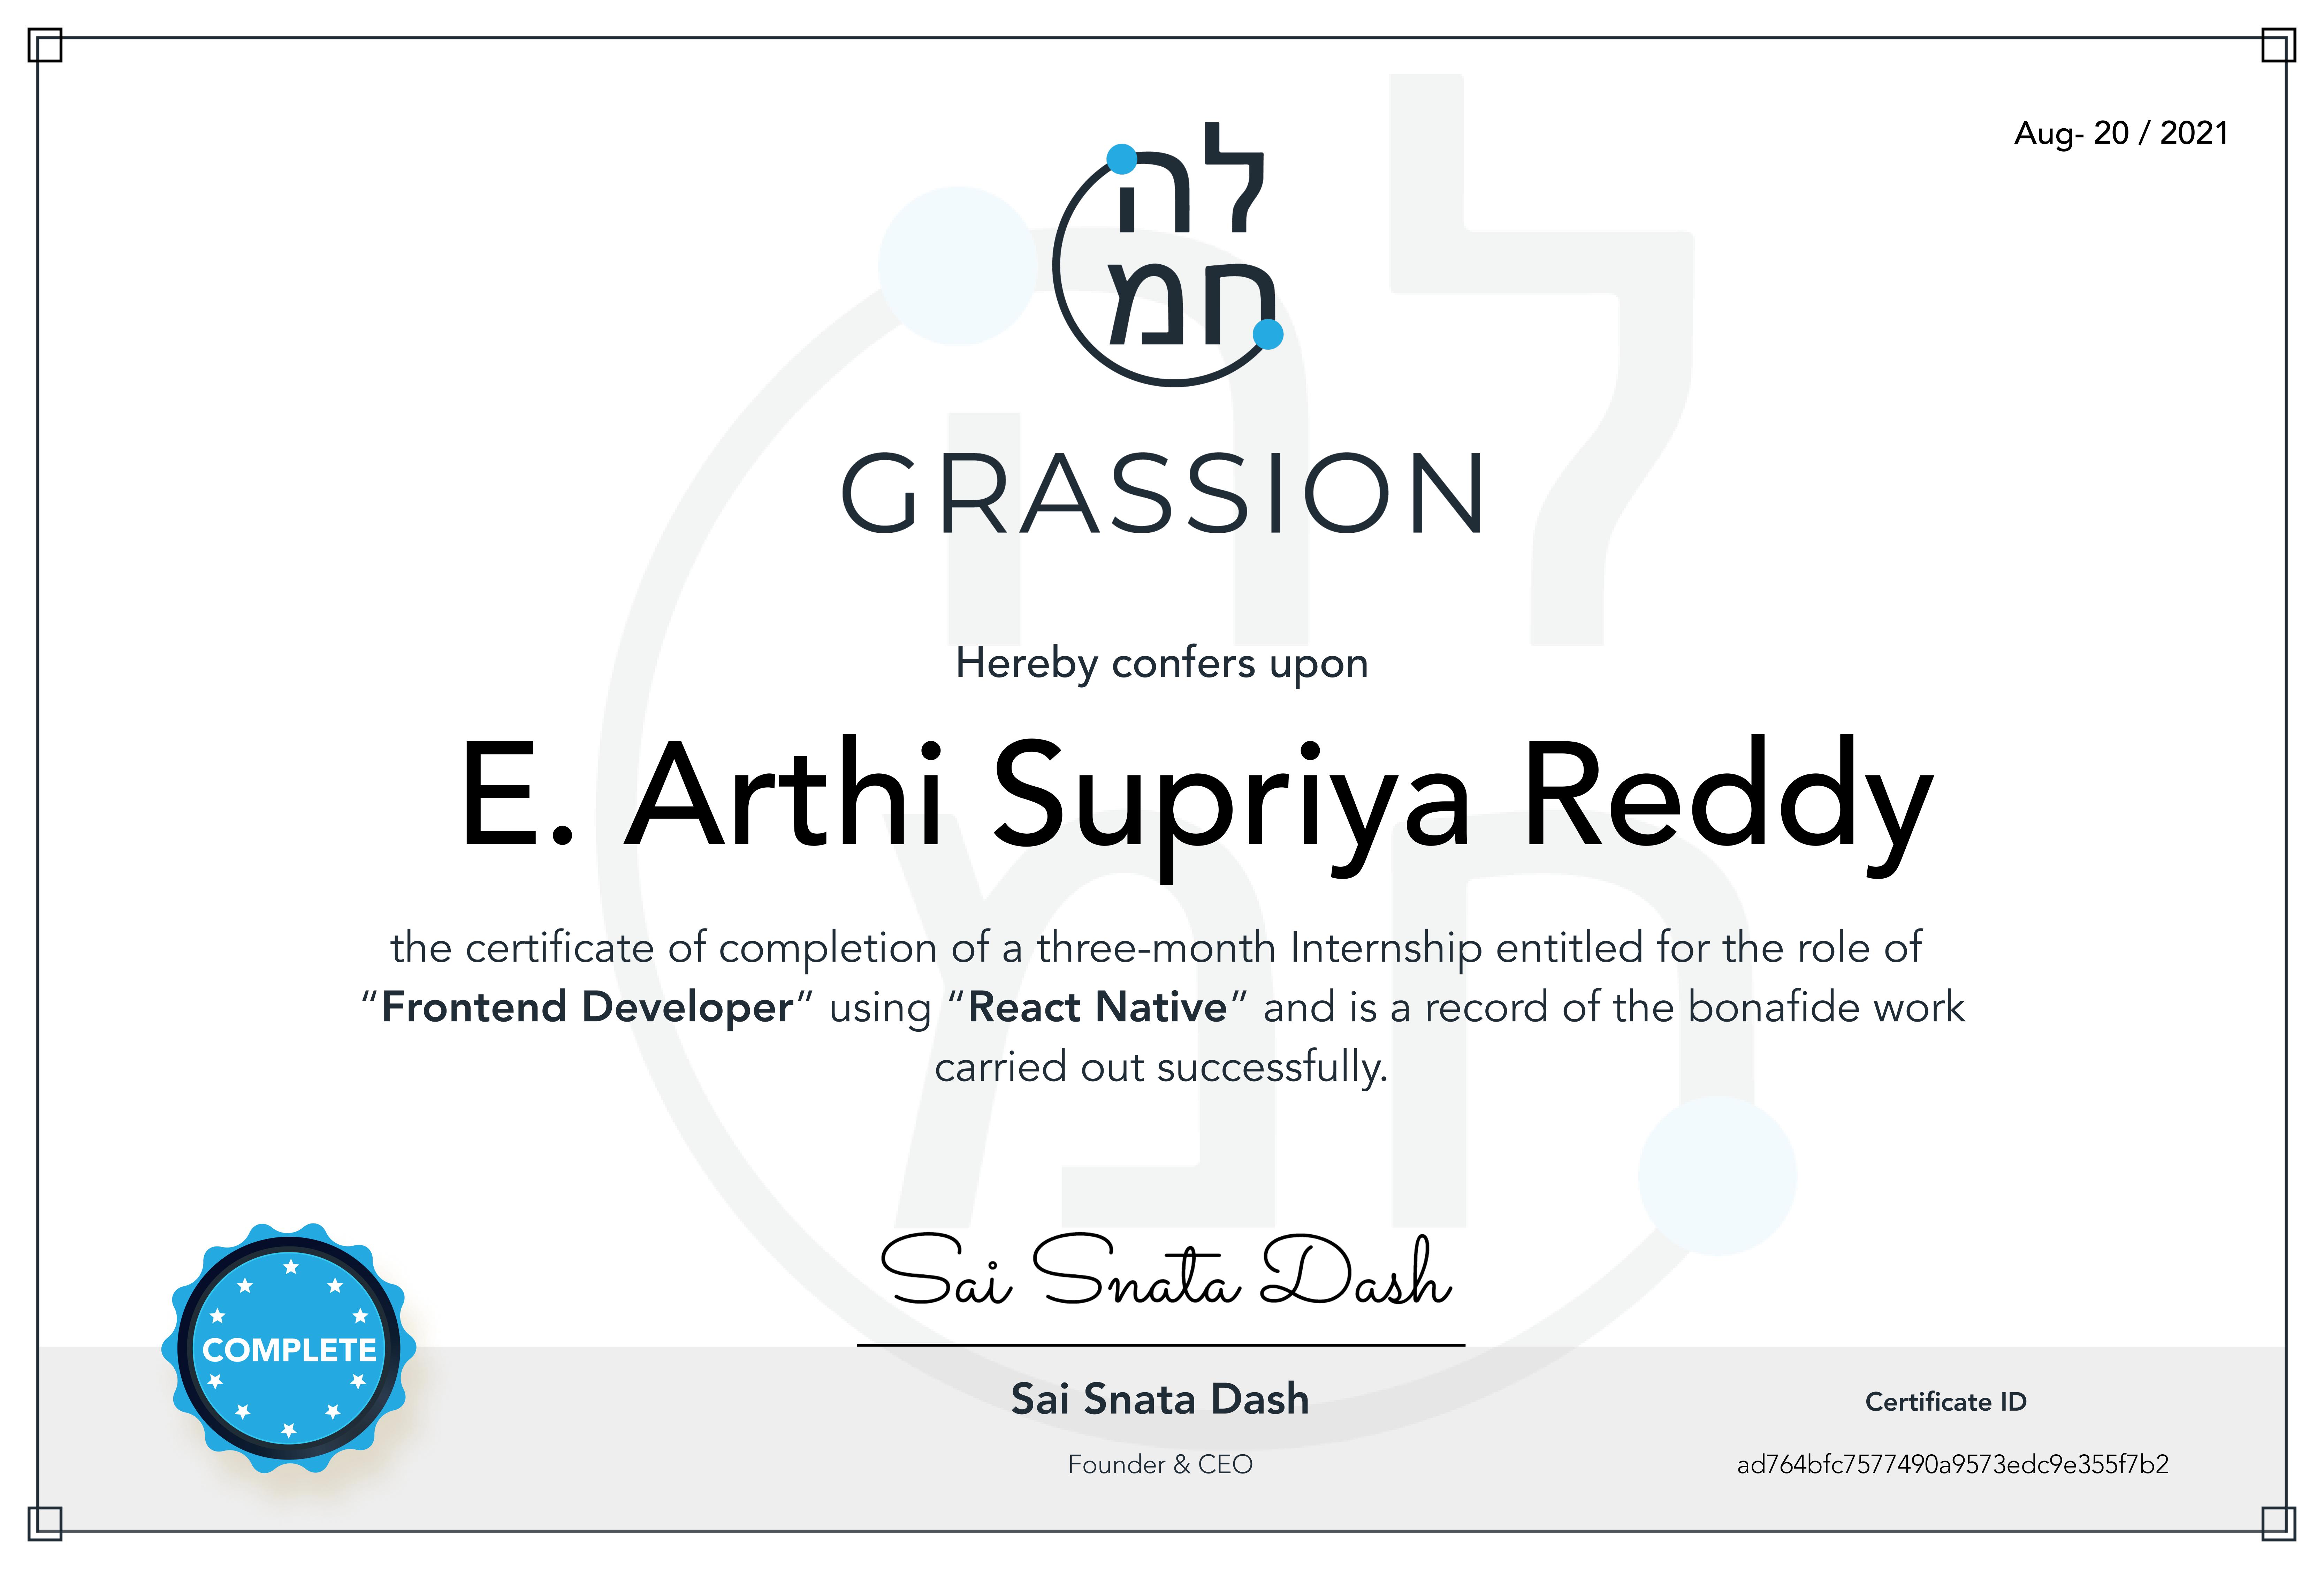 Aug- 20 / 2021
לה
חמ
GRASSION
Hereby confers upon
E. Arthi Supriya Reddy
the certificate of completion of a three-month Internship entitled for the role of
“Frontend Developer” using “React Native” and is a record of the bonafide work
carried out successfully.
Sai Snata Dash
COMPLETE
Sai Snata Dash
Founder & CEO
Certificate ID
ad764bfc7577490a9573edc9e355f7b2